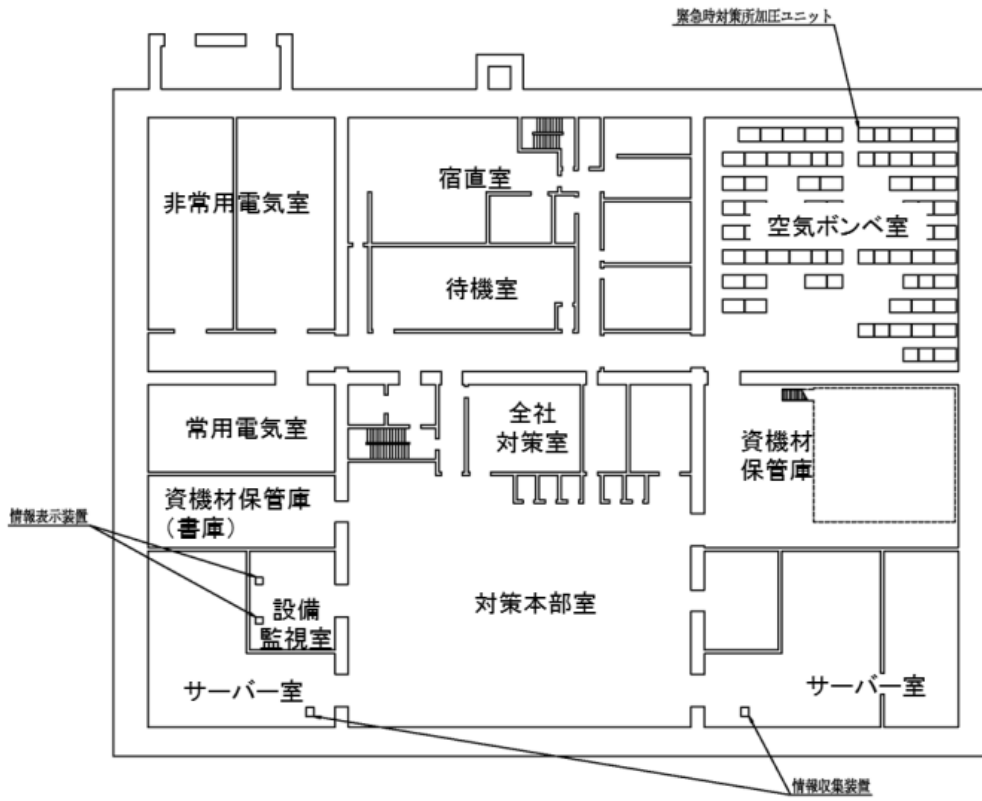 緊急時対策所加圧ユニット
非常用電気室
宿直室
空気ボンベ室
待機室
常用電気室
全社
対策室
資機材
保管庫
資機材保管庫
（書庫）
情報表示装置
設備
監視室
対策本部室
サーバー室
サーバー室
情報収集装置